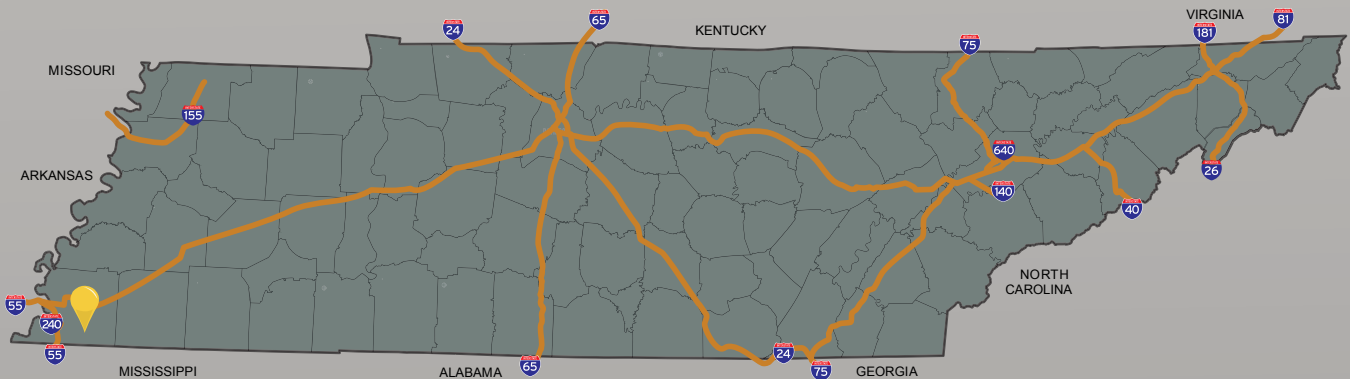 VIRGINIA
81
24
65
KENTUCKY
75
181
MISSOURI
155
640
ARKANSAS
26
140
40
NORTH
CAROLINA
55
240
55
24
65
75
MISSISSIPPI
ALABAMA
GEORGIA